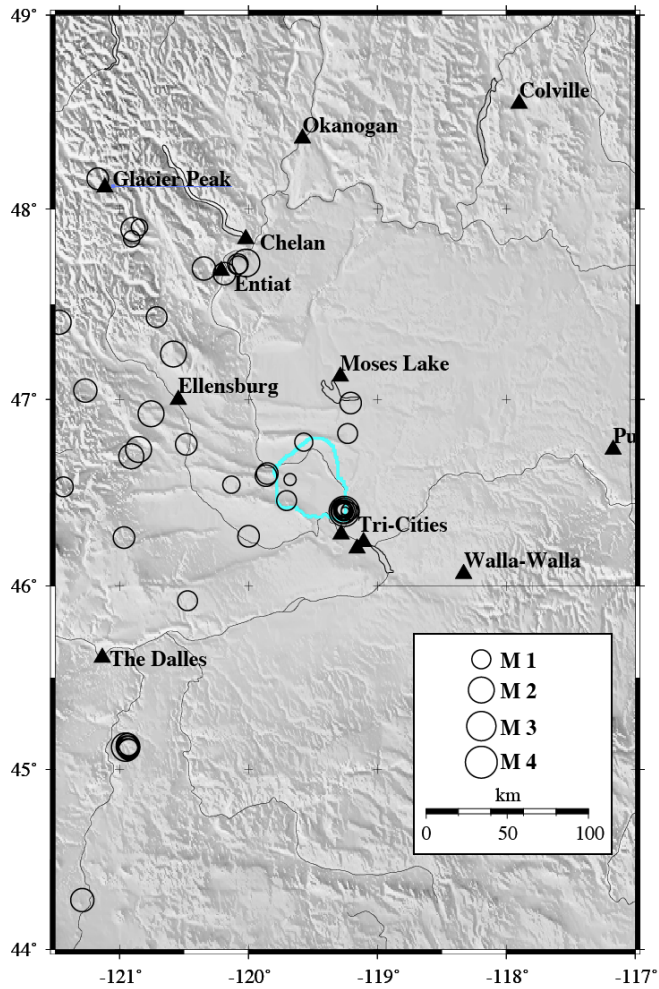 49°
Colville
Okanogan
Glacier Peak
48°
Chelan
Entiat
Moses Lake
Ellensburg
47°
Pu
Tri-Cities
Walla-Walla
46°
The Dalles
M 1
M 2
M 3
M 4
km
0 50 100
45°
44°
-121° -120° -119° -118° -117°